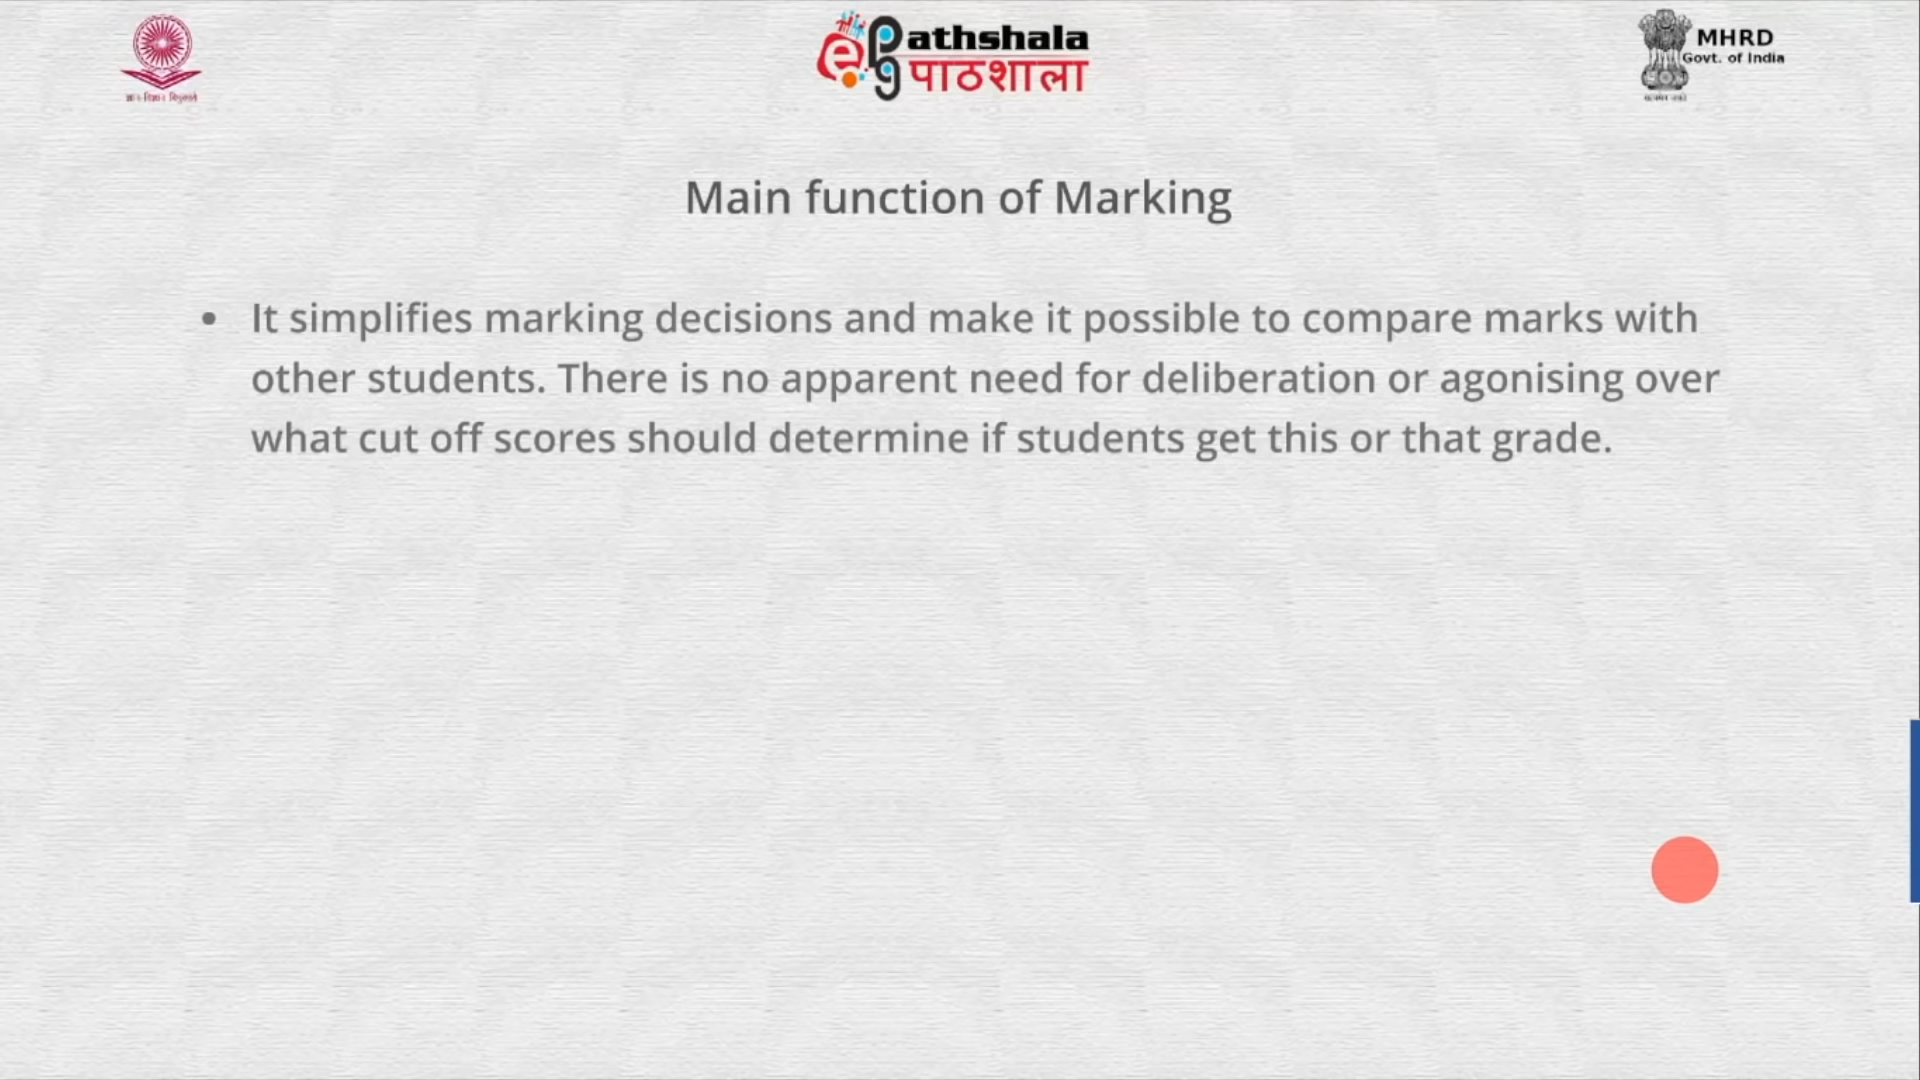 Pathshala
पाठशाला
MHRD
Govt. of India
Main function of Marking
• It simplifies marking decisions and make it possible to compare marks with
other students. There is no apparent need for deliberation or agonising over
what cut off scores should determine if students get this or that grade.